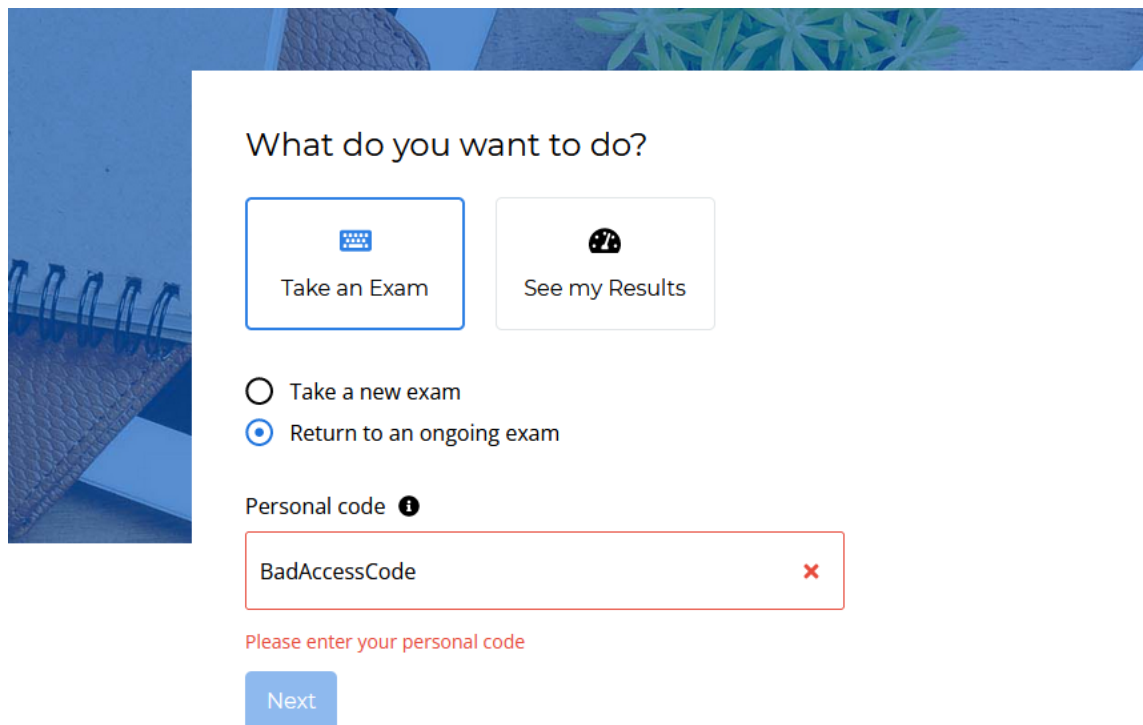 What do you want to do?
Take an Exam
See my Results
Take a new exam
Return to an ongoing exam
Personal code
BadAccessCode
Please enter your personal code
Next